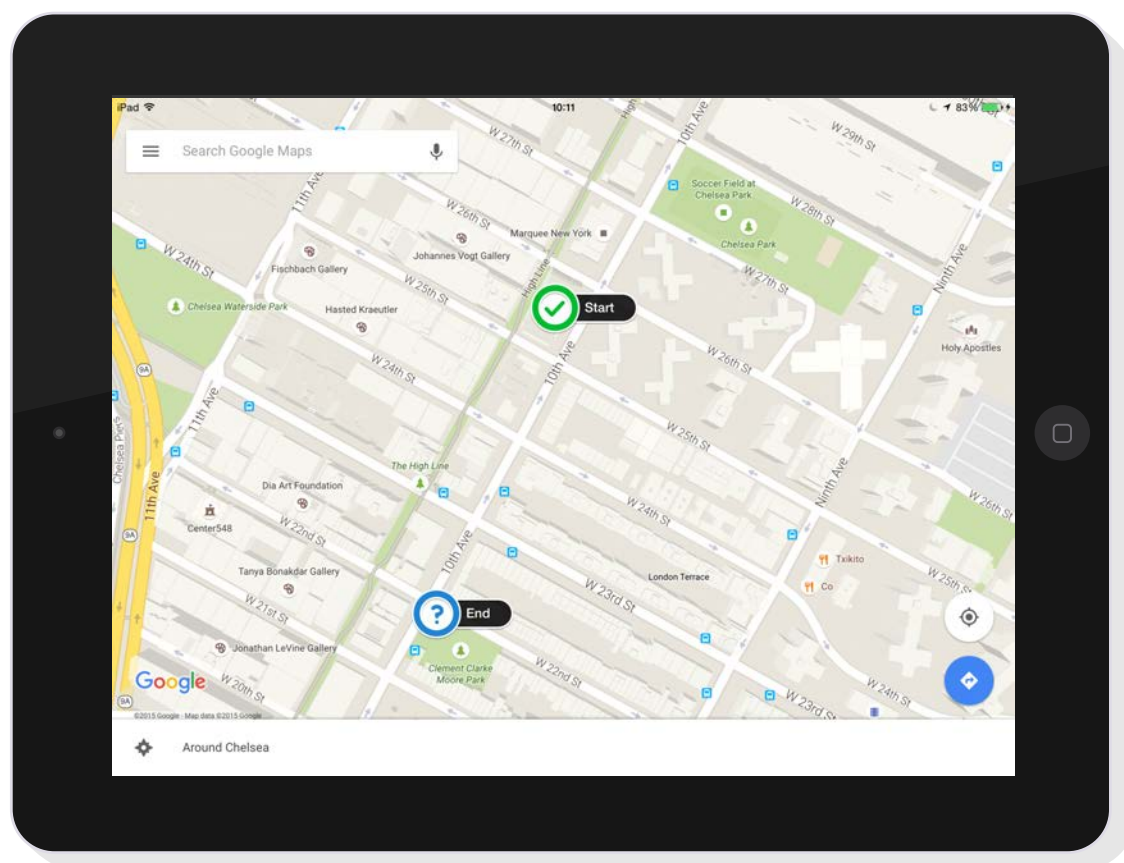 iPad
10:11
83%
Search Google Maps
High
10th Ave
W 27th St
W 29th St
11th Ave
Soccer Field at
Chelsea Park
W 28th St
W 26th St
Marquee New York
Chelsea Park
W 24th St
Johannes Vogt Gallery
Fischbach Gallery
Ninth Ave
High Line
W 27th St
W 25th St
Chelsea Waterside Park
Hasted Kraeutler
Start
Holy Apostles
W 26th St
9A
W 24th St
10th Ave
11th Ave
Chelsea Piers
W 25th St
The High Line
Ninth Ave
11th Ave
Dia Art Foundation
W 26th St
Center548
W 22nd St
W 24th St
9A
10th Ave
Txikito
Tanya Bonakdar Gallery
London Terrace
W 25th St
Co
W 23rd St
W 21st St
?
End
Jonathan LeVine Gallery
Clement Clarke
Moore Park
W 22nd St
Google
W 20th St
W 24th St
9A
W 23rd St
©2015 Google - Map data ©2015 Google
Around Chelsea